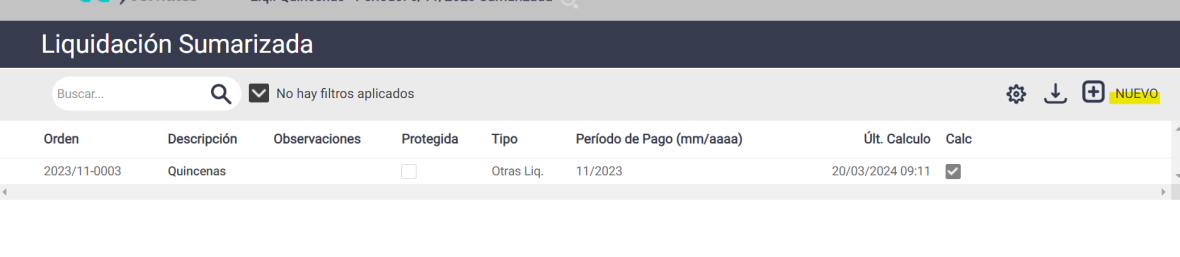 Liquidación Sumarizada
Buscar...
No hay filtros aplicados
NUEVO
Orden Descripción Observaciones Protegida Tipo Período de Pago (mm/aaaa) Últ. Calculo Calc
2023/11-0003 Quincenas Otras Liq. 11/2023 20/03/2024 09:11